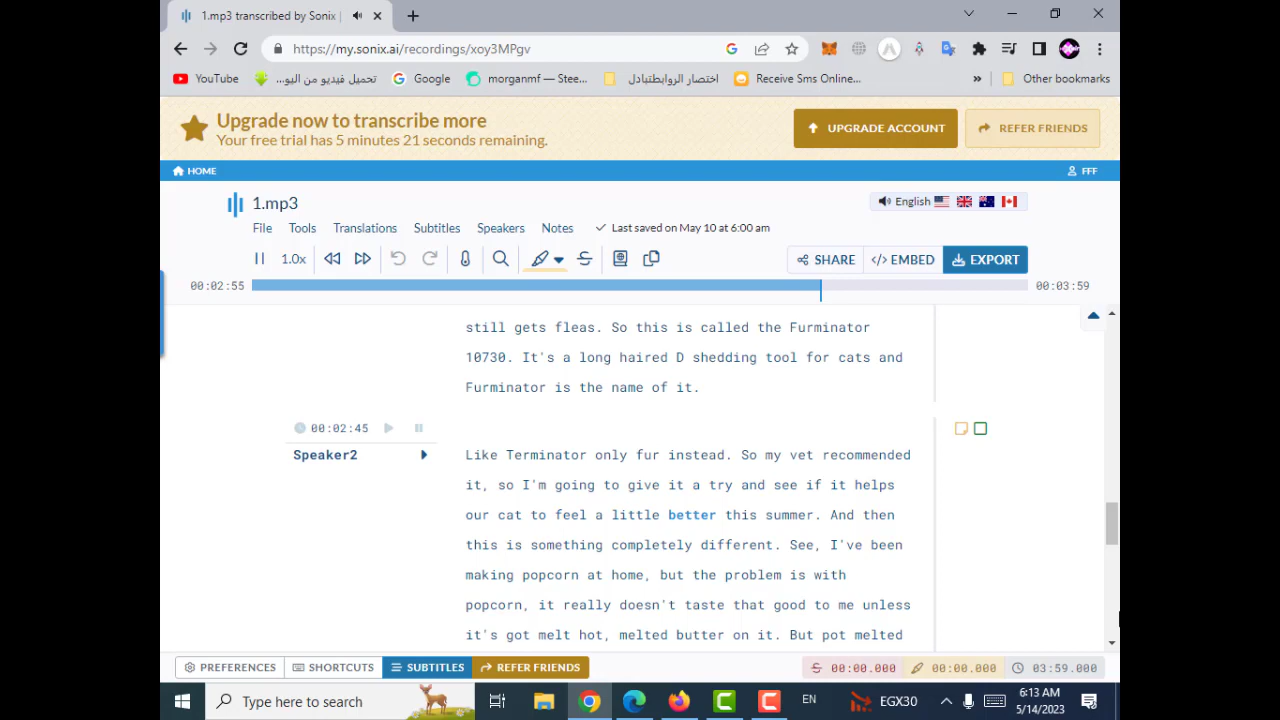 1.mp3 transcribed by Sonix |
https://my.sonix.ai/recordings/xoy3MPgv
YouTube
تحميل فيديو من اليو...
Google
morganmf — Stee...
اختصار الروابطتبادل
Receive Sms Online...
»
Other bookmarks
Upgrade now to transcribe more
Your free trial has 5 minutes 21 seconds remaining.
UPGRADE ACCOUNT
REFER FRIENDS
HOME
FFF
1.mp3
English
File
Tools
Translations
Subtitles
Speakers
Notes
Last saved on May 10 at 6:00 am
1.0x
SHARE
</> EMBED
EXPORT
00:02:55
00:03:59
still gets fleas. So this is called the Furminator
10730. It's a long haired D shedding tool for cats and
Furminator is the name of it.
00:02:45
Speaker2
Like Terminator only fur instead. So my vet recommended
it, so I'm going to give it a try and see if it helps
our cat to feel a little better this summer. And then
this is something completely different. See, I've been
making popcorn at home, but the problem is with
popcorn, it really doesn't taste that good to me unless
it's got melt hot, melted butter on it. But pot melted
PREFERENCES
SHORTCUTS
SUBTITLES
REFER FRIENDS
00:00.000
00:00.000
03:59.000
Type here to search
EN
EGX30
6:13 AM
5/14/2023